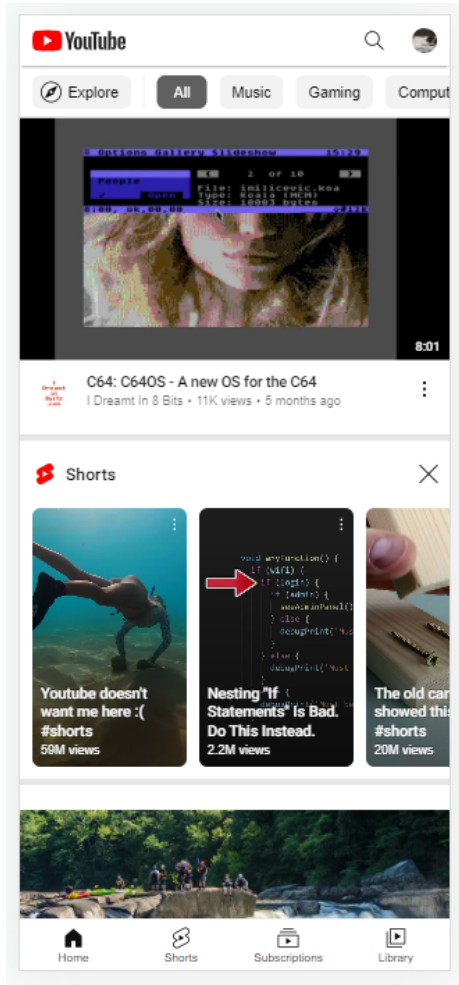 YouTube
Explore
All
Music
Gaming
Comput
Options Gallery Slideshow 15:29
People
Open
2 of 10
File: imilicevic.koa
Type: Koala (MCM)
Size: 10003 bytes
8:01
C64: C64OS - A new OS for the C64
I Dreamt In 8 Bits • 11K views • 5 months ago
Shorts
Youtube doesn't
want me here :(
#shorts
59M views
void anyFunction() {
if (wifi) {
if (login) {
if (admin) {
seeAdminPanel()
} else {
debugPrint('Mus
}
} else {
debugPrint('Must
}
Nesting "If
Statements" Is Bad.
Do This Instead.
2.2M views
The old car
showed this
#shorts
20M views
Home
Shorts
Subscriptions
Library